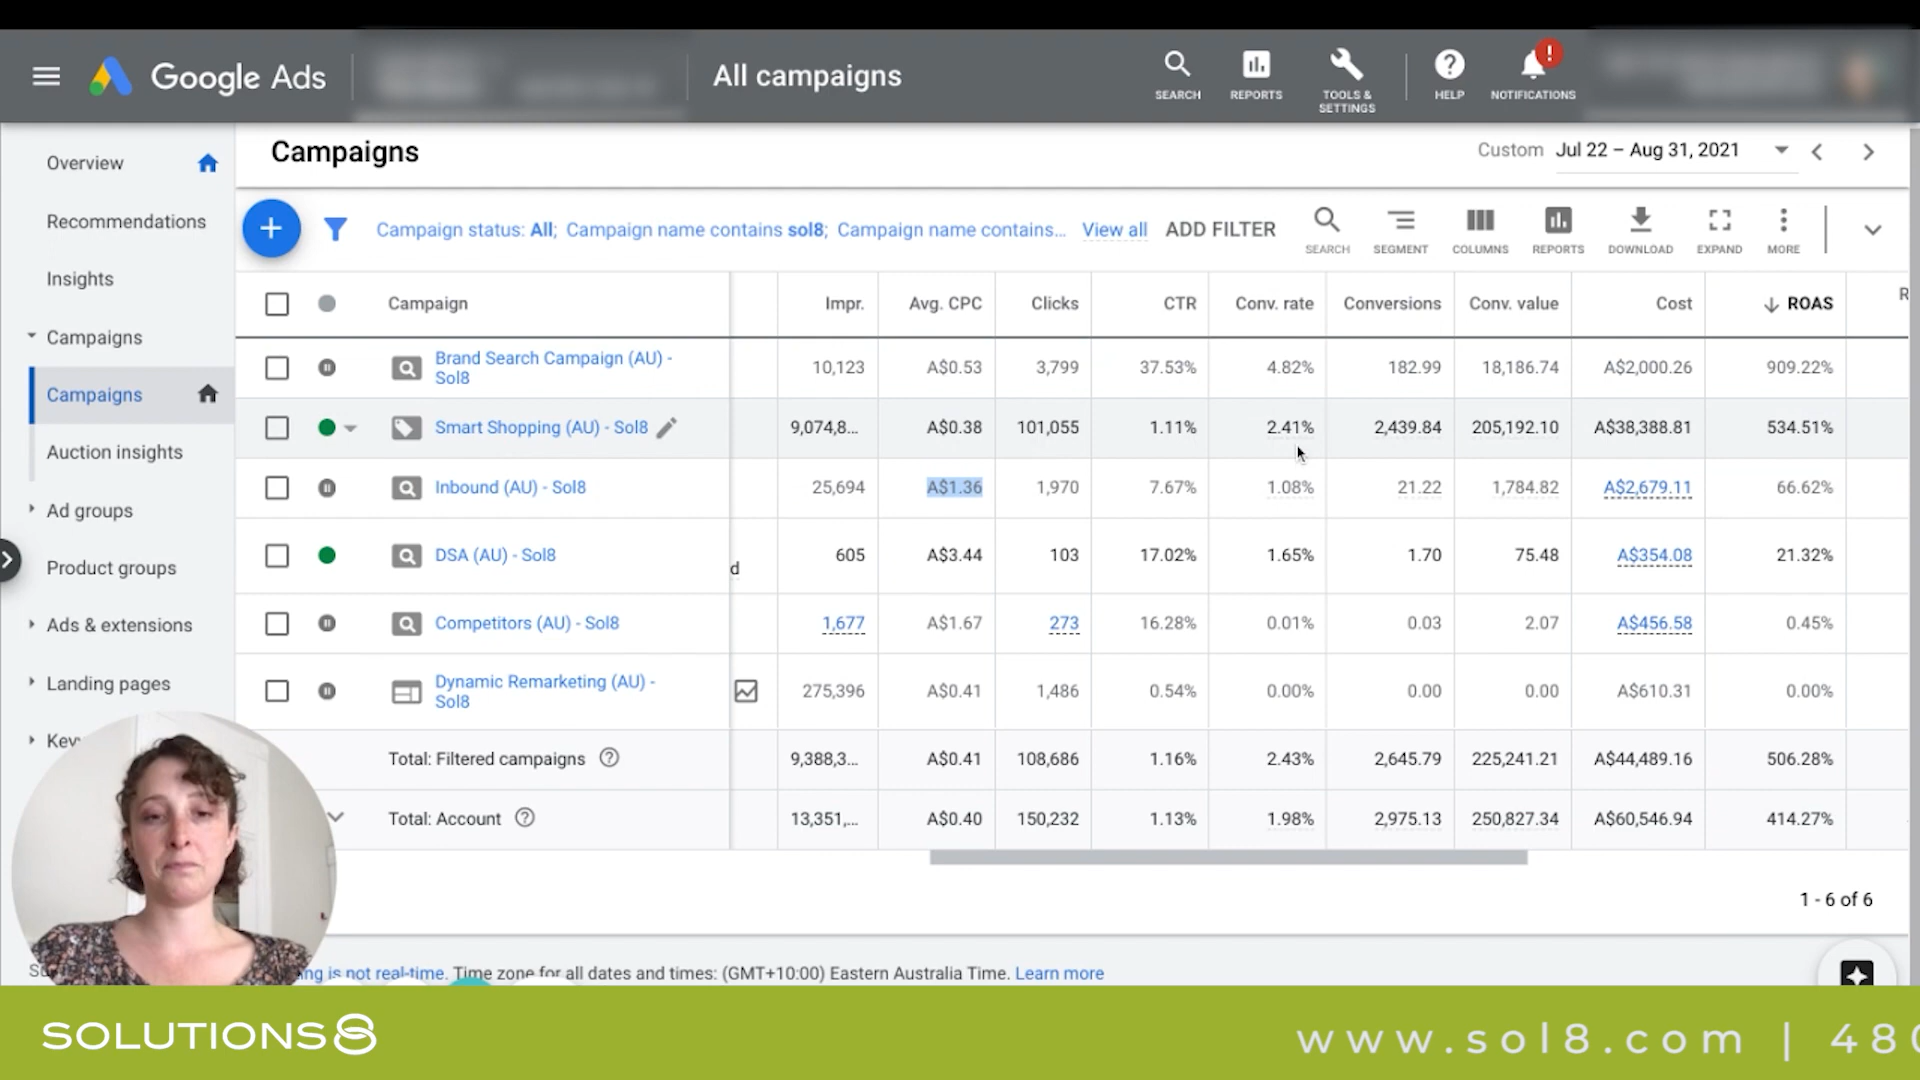 Google Ads
All campaigns
SEARCH
REPORTS
TOOLS &
SETTINGS
HELP
!
NOTIFICATIONS
Overview
Recommendations
Insights
Campaigns
Campaigns
Auction insights
Ad groups
Product groups
Ads & extensions
Landing pages
Campaigns
Custom Jul 22 – Aug 31, 2021
Campaign status: All; Campaign name contains sol8; Campaign name contains... View all ADD FILTER
SEARCH SEGMENT COLUMNS REPORTS DOWNLOAD EXPAND MORE
Campaign Impr. Avg. CPC Clicks CTR Conv. rate Conversions Conv. value Cost ROAS R
Brand Search Campaign (AU) -
Sol8 10,123 A$0.53 3,799 37.53% 4.82% 182.99 18,186.74 A$2,000.26 909.22%
Smart Shopping (AU) - Sol8 9,074,8... A$0.38 101,055 1.11% 2.41% 2,439.84 205,192.10 A$38,388.81 534.51%
Inbound (AU) - Sol8 25,694 A$1.36 1,970 7.67% 1.08% 21.22 1,784.82 A$2,679.11 66.62%
DSA (AU) - Sol8 d 605 A$3.44 103 17.02% 1.65% 1.70 75.48 A$354.08 21.32%
Competitors (AU) - Sol8 1,677 A$1.67 273 16.28% 0.01% 0.03 2.07 A$456.58 0.45%
Dynamic Remarketing (AU) -
Sol8 275,396 A$0.41 1,486 0.54% 0.00% 0.00 0.00 A$610.31 0.00%
Total: Filtered campaigns 9,388,3... A$0.41 108,686 1.16% 2.43% 2,645.79 225,241.21 A$44,489.16 506.28%
Total: Account 13,351,... A$0.40 150,232 1.13% 1.98% 2,975.13 250,827.34 A$60,546.94 414.27%
1 - 6 of 6
is not real-time. Time zone for all dates and times: (GMT+10:00) Eastern Australia Time. Learn more
SOLUTIONS8
www.sol8.com | 480